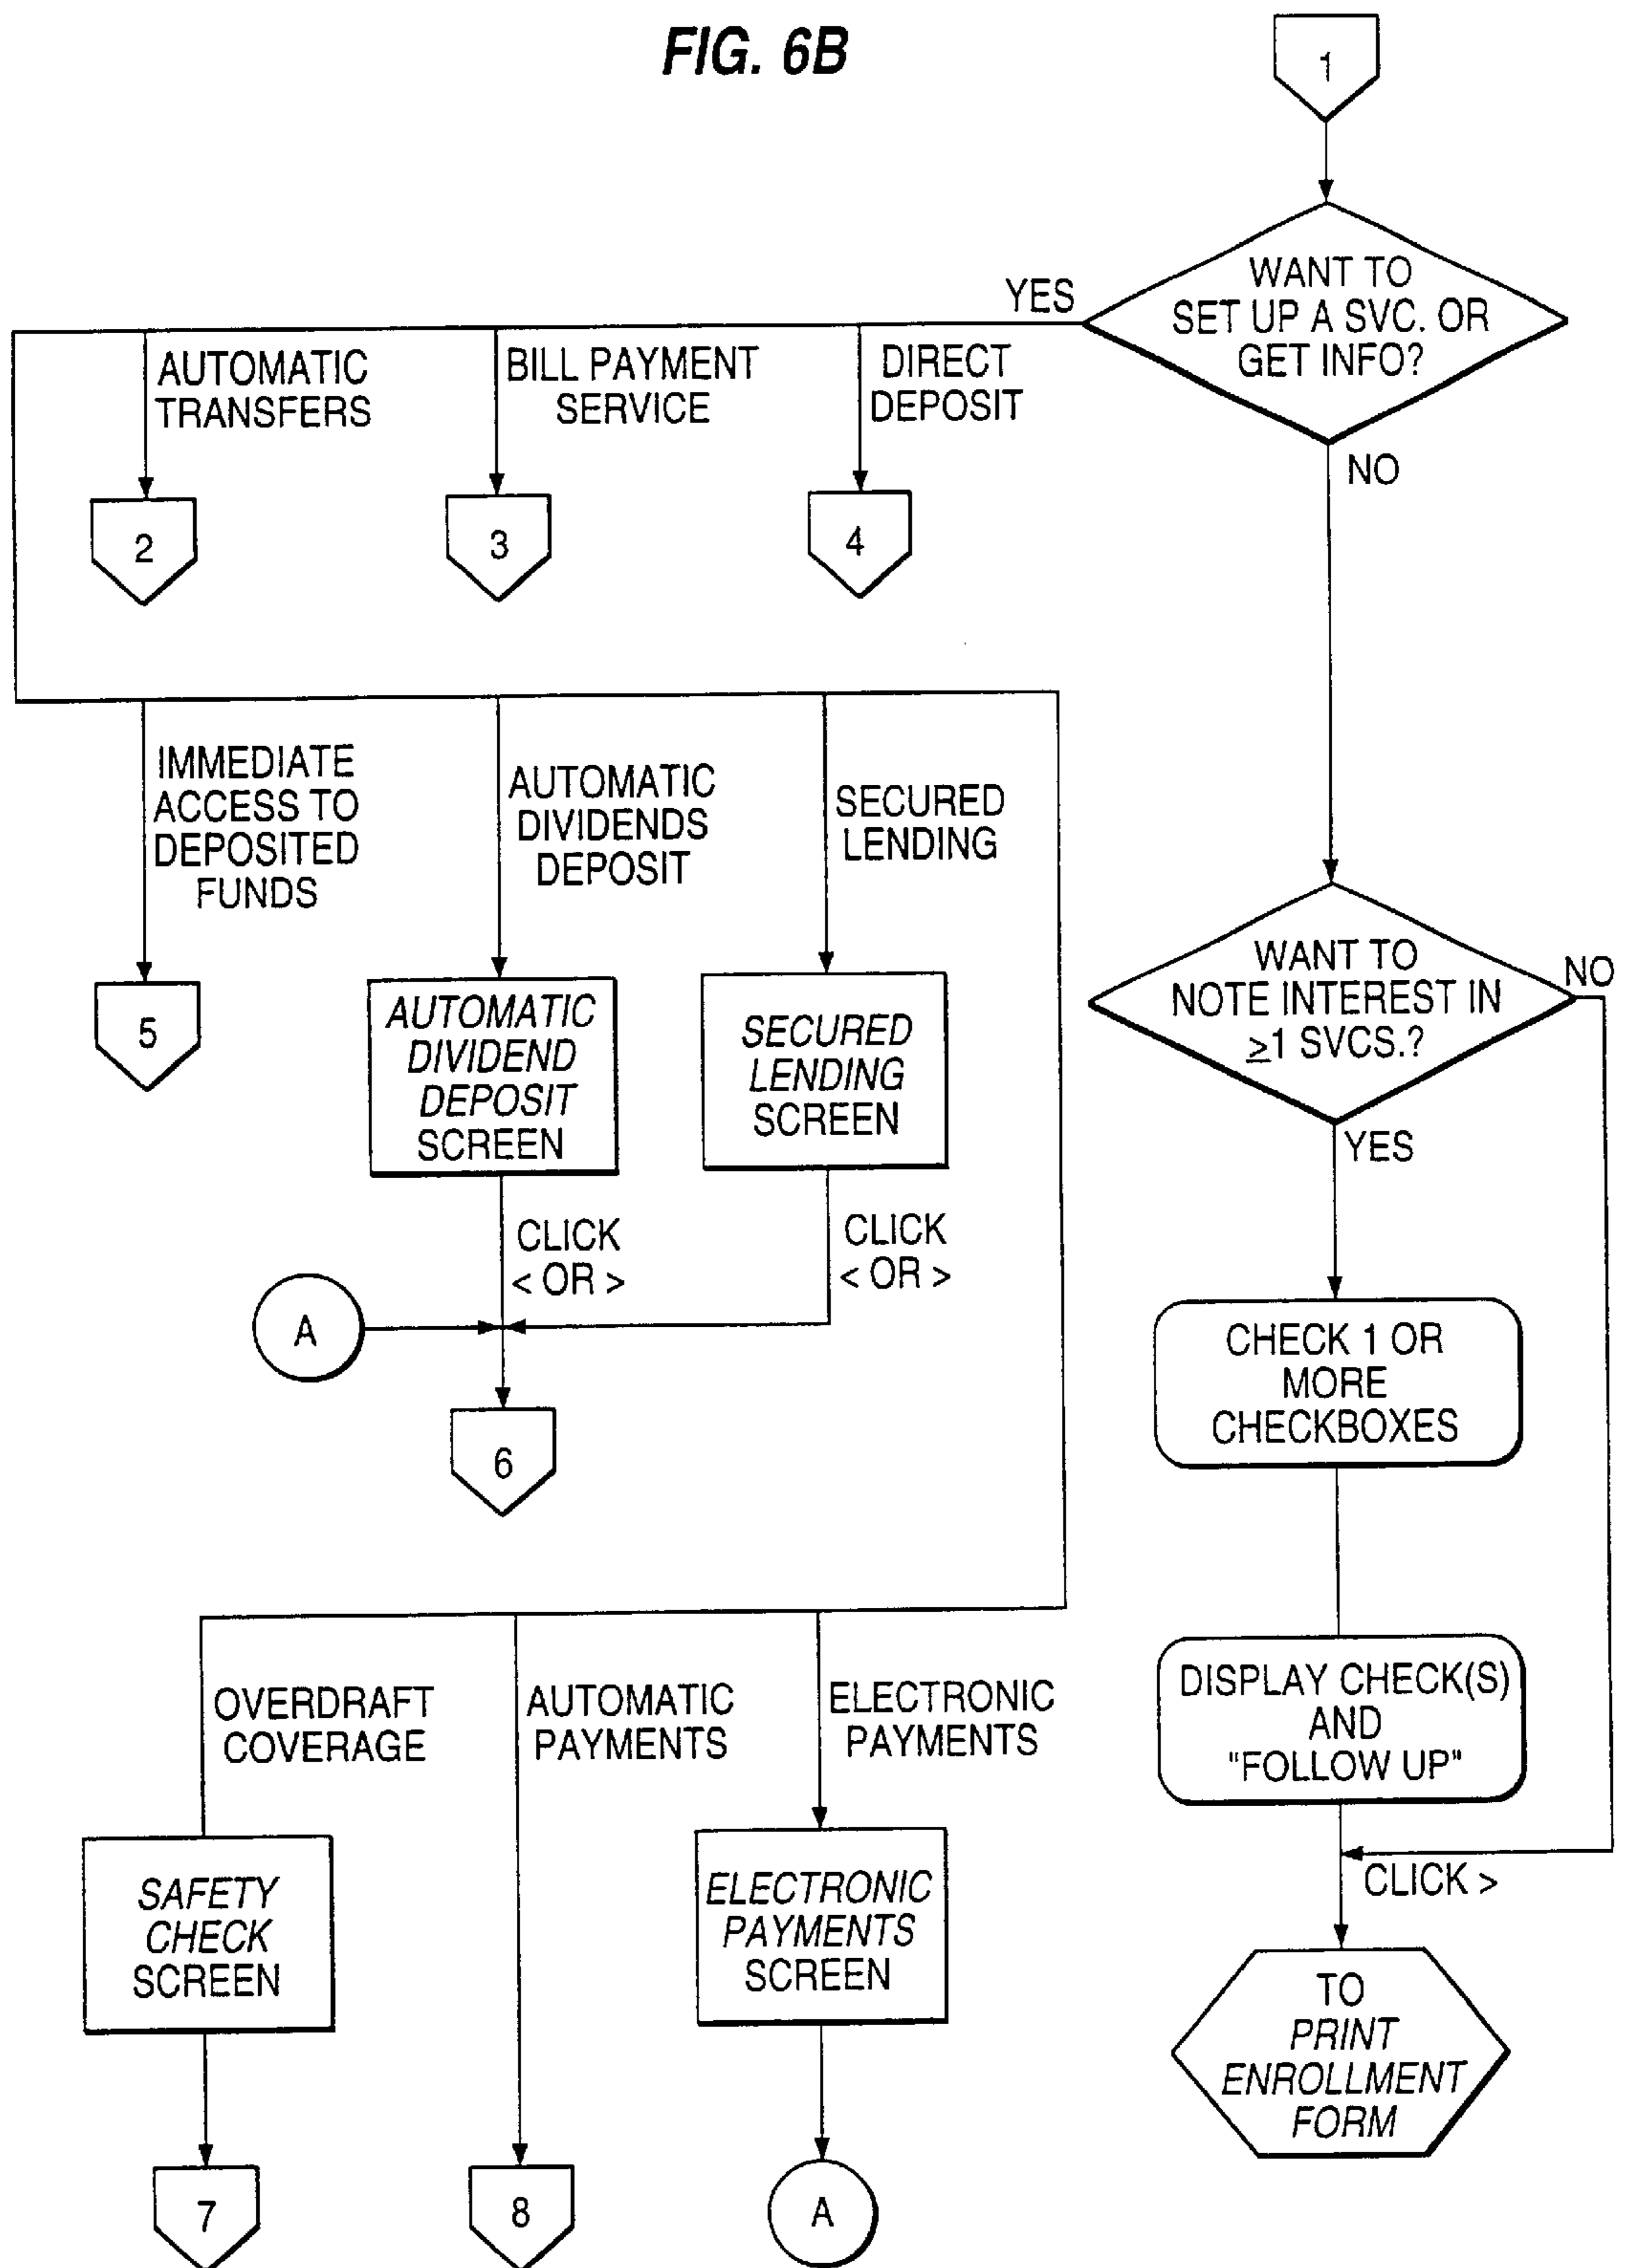 FIG. 6B
1
WANT TO
SET UP A SVC. OR
GET INFO?
YES
NO
AUTOMATIC
TRANSFERS
BILL PAYMENT
SERVICE
DIRECT
DEPOSIT
2
3
4
IMMEDIATE
ACCESS TO
DEPOSITED
FUNDS
AUTOMATIC
DIVIDENDS
DEPOSIT
SECURED
LENDING
5
AUTOMATIC
DIVIDEND
DEPOSIT
SCREEN
SECURED
LENDING
SCREEN
CLICK
< OR >
CLICK
< OR >
A
6
WANT TO
NOTE INTEREST IN
≥1 SVCS.?
NO
YES
CHECK 1 OR
MORE
CHECKBOXES
DISPLAY CHECK(S)
AND
"FOLLOW UP"
CLICK >
TO
PRINT
ENROLLMENT
FORM
OVERDRAFT
COVERAGE
AUTOMATIC
PAYMENTS
ELECTRONIC
PAYMENTS
SAFETY
CHECK
SCREEN
ELECTRONIC
PAYMENTS
SCREEN
7
8
A